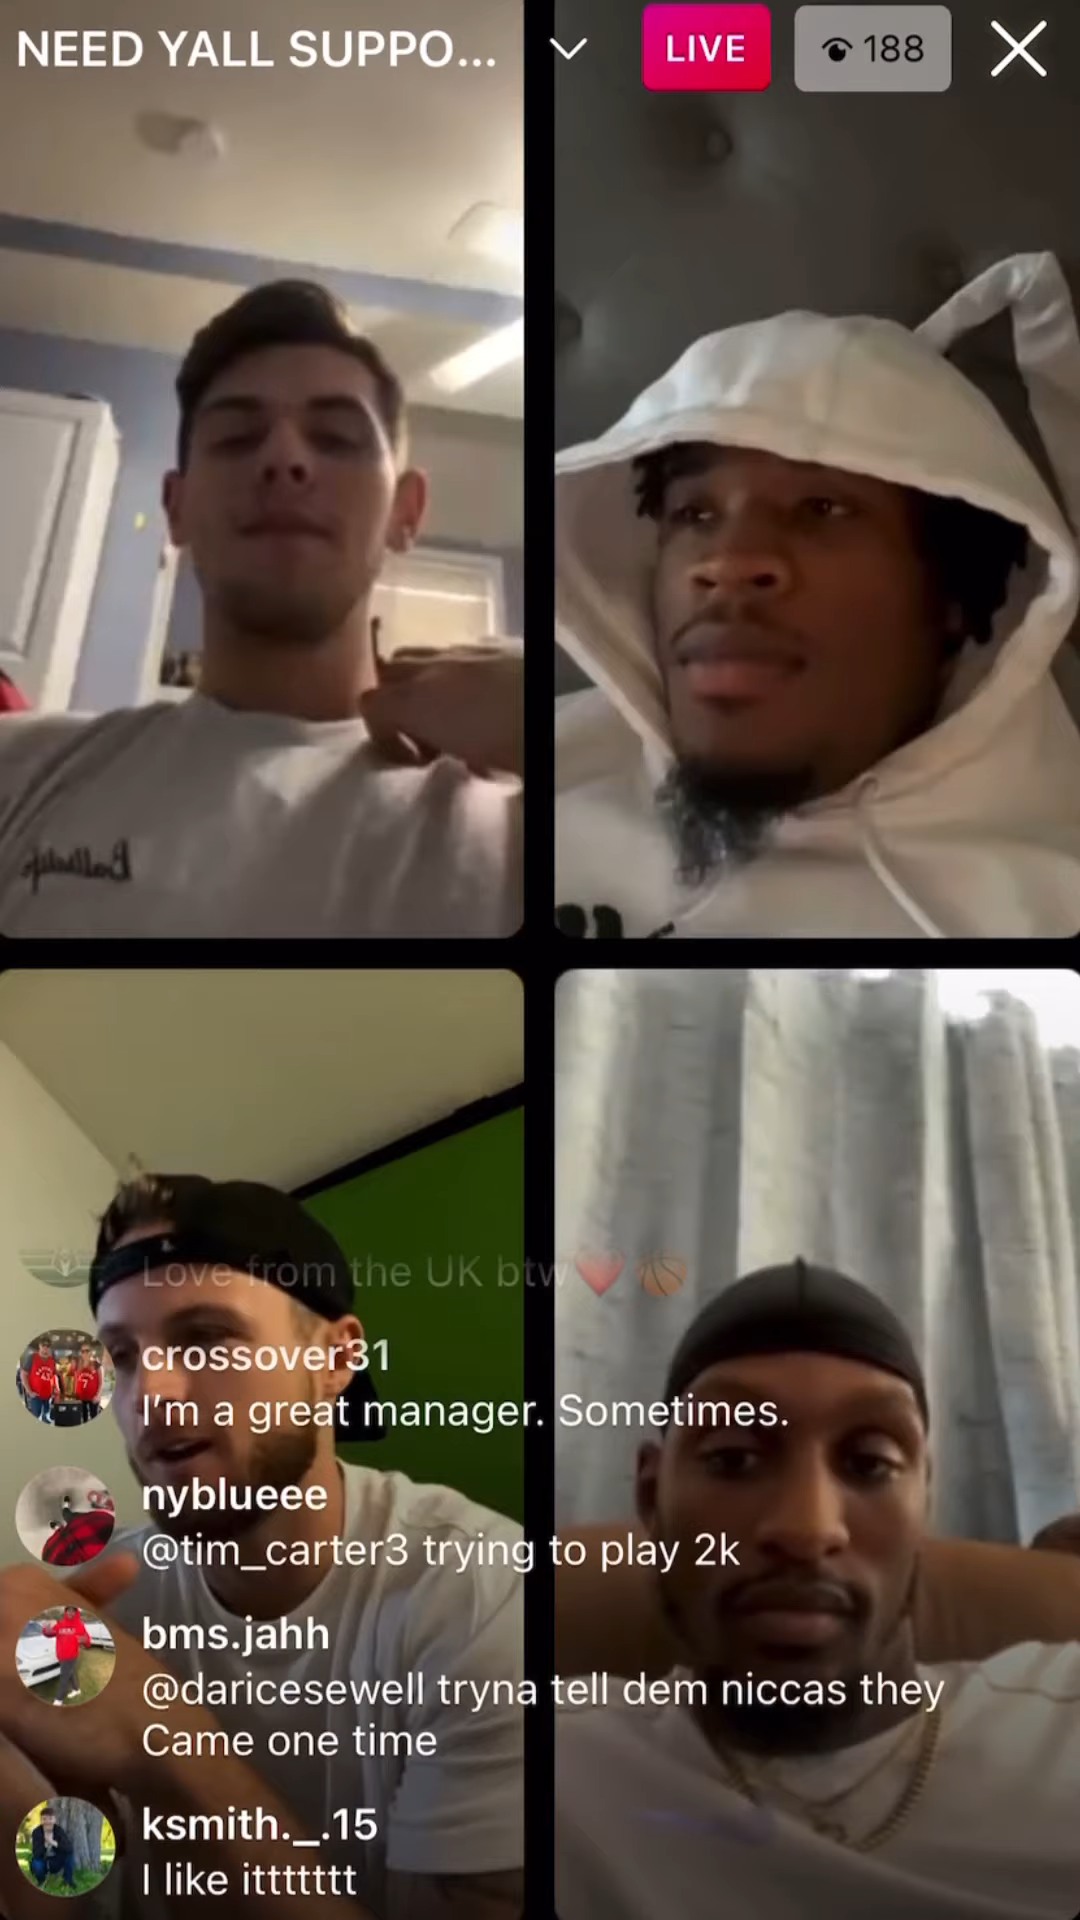 NEED YALL SUPPO...
LIVE
188
Ballislife
Love from the UK btw❤️🏀
crossover31
I'm a great manager. Sometimes.
nyblueee
@tim_carter3 trying to play 2k
bms.jahh
@daricesewell tryna tell dem niccas they
Came one time
ksmith._.15
I like itttttt